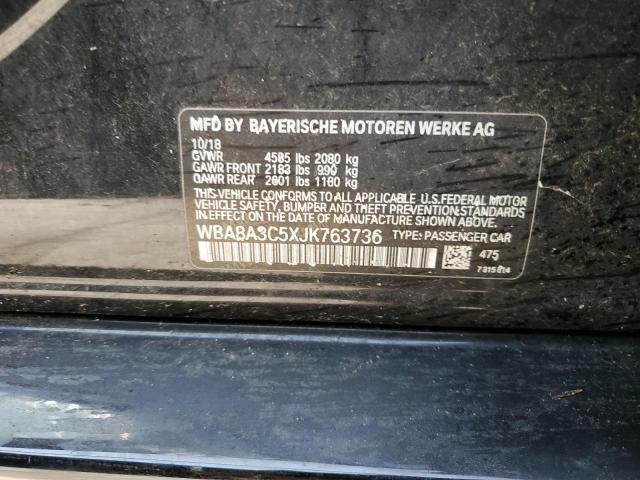 MFD BY BAYERISCHE MOTOREN WERKE AG
10/18
GVWR 4585 lbs 2080 kg
GAWR FRONT 2183 lbs 990 kg
GAWR REAR 2601 lbs 1180 kg
THIS VEHICLE CONFORMS TO ALL APPLICABLE U.S. FEDERAL MOTOR
VEHICLE SAFETY, BUMPER AND THEFT PREVENTION STANDARDS
IN EFFECT ON THE DATE OF MANUFACTURE SHOWN ABOVE.
WBA8A3C5XJK763736 TYPE: PASSENGER CAR
475
7315614